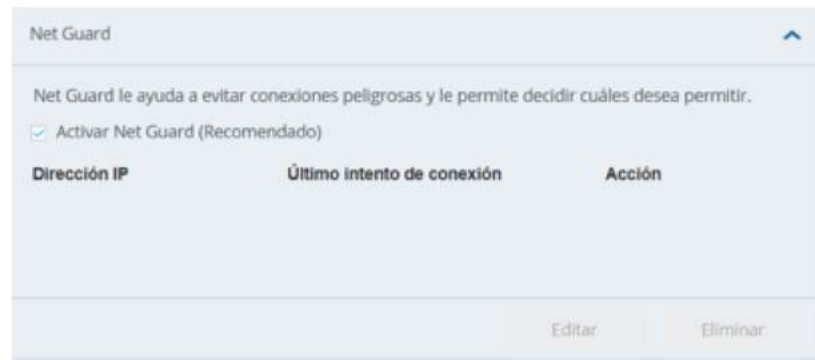 Net Guard
Net Guard le ayuda a evitar conexiones peligrosas y le permite decidir cuáles desea permitir.
Activar Net Guard (Recomendado)
Dirección IP Último intento de conexión Acción
Editar Eliminar